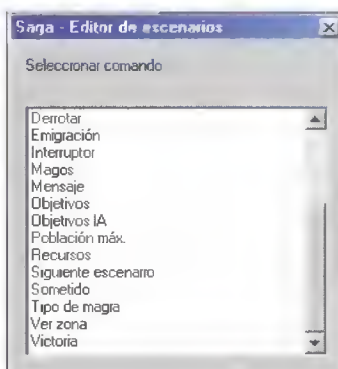 Saga - Editor de escenarios
Seleccionar comando
Derrotar
Emigración
Interruptor
Magos
Mensaje
Objetivos
Objetivos IA
Población máx.
Recursos
Siguiente escenario
Sometido
Tipo de magia
Ver zona
Victoria